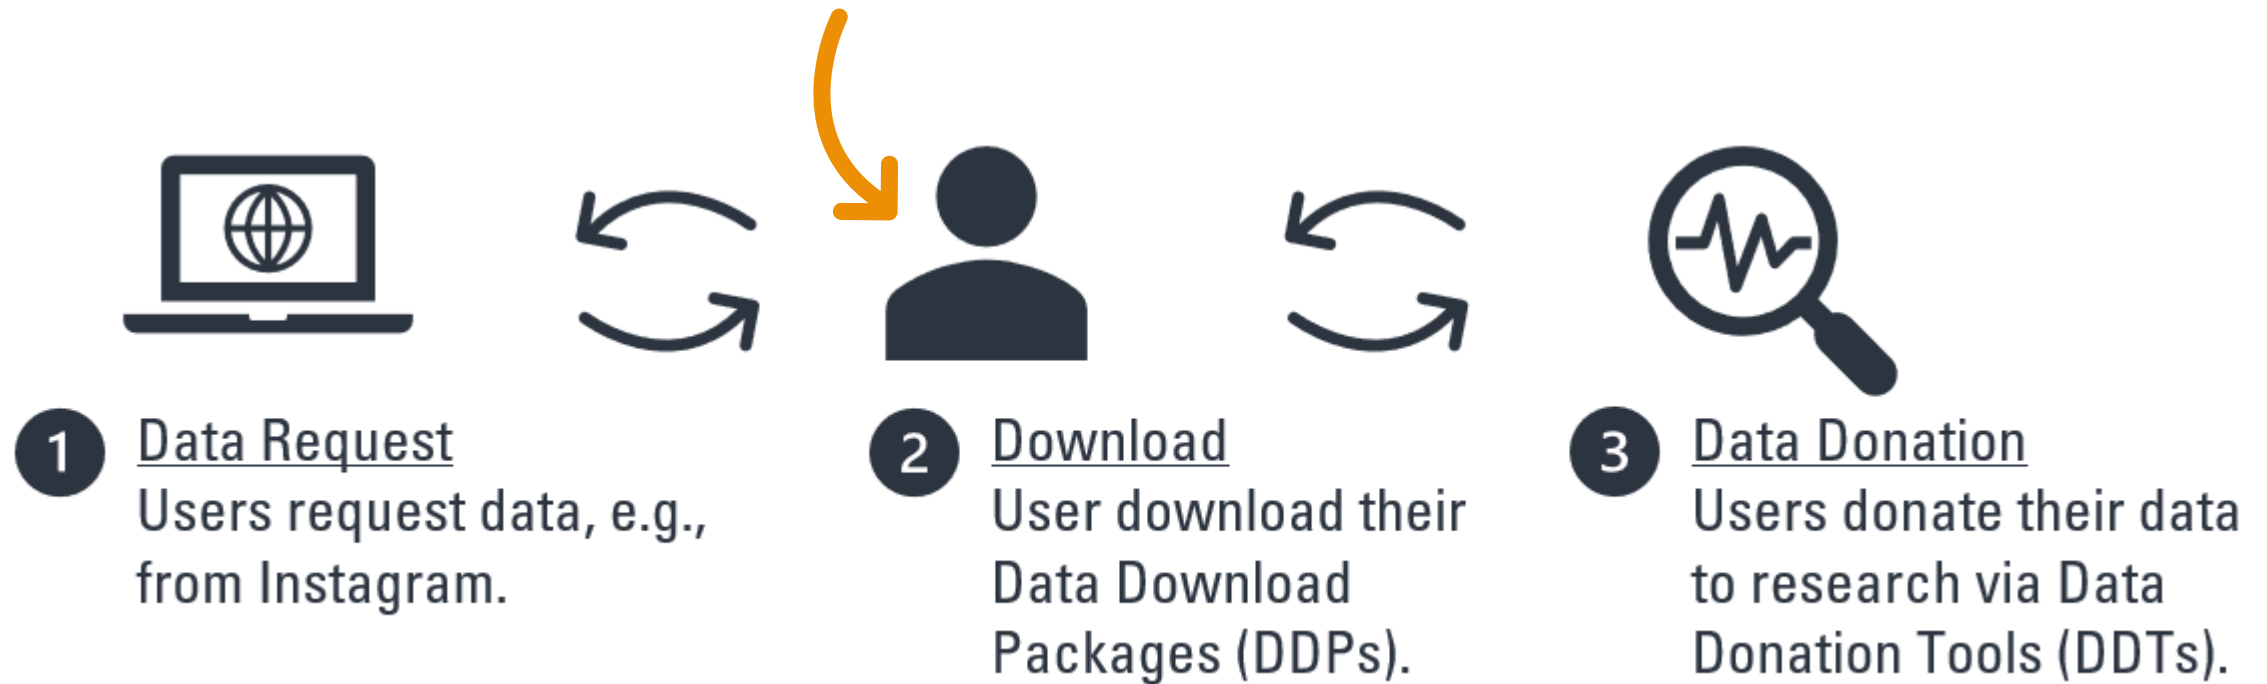 1
Data Request
Users request data, e.g.,
from Instagram.
2
Download
User download their
Data Download
Packages (DDPs).
3
Data Donation
Users donate their data
to research via Data
Donation Tools (DDTs).